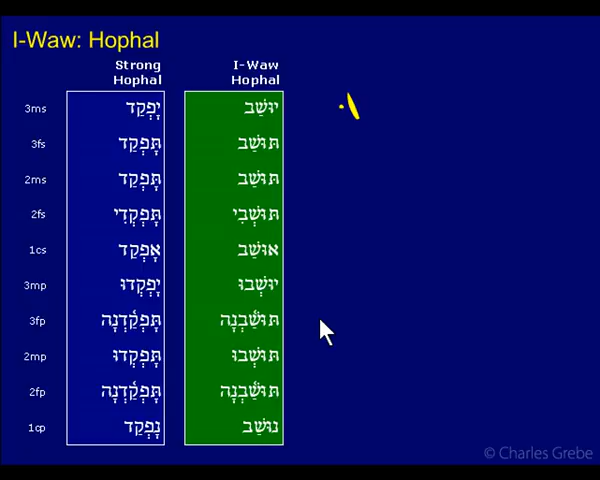 I-Waw: Hophal
Strong Hophal I-Waw Hophal
3ms יָפְקַד יוּשַׁב
3fs תָּפְקַד תּוּשַׁב
2ms תָּפְקַד תּוּשַׁב
2fs תָּפְקְדִי תּוּשְׁבִי
1cs אָפְקַד אוּשַׁב
3mp יָפְקְדוּ יוּשְׁבוּ
3fp תָּפְקַ֫דְנָה תּוּשַׁ֫בְנָה
2mp תָּפְקְדוּ תּוּשְׁבוּ
2fp תָּפְקַ֫דְנָה תּוּשַׁ֫בְנָה
1cp נָפְקַד נוּשַׁב
© Charles Grebe